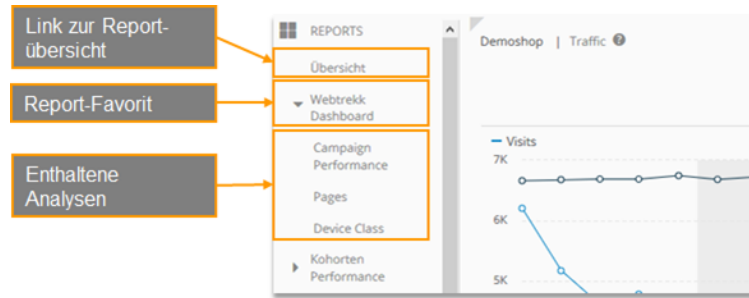 Link zur Report-
übersicht
Report-Favorit
Enthaltene
Analysen
REPORTS
Übersicht
Webtrekk
Dashboard
Campaign
Performance
Pages
Device Class
Kohorten
Performance
Demoshop | Traffic ?
Visits
7K
6K
5K